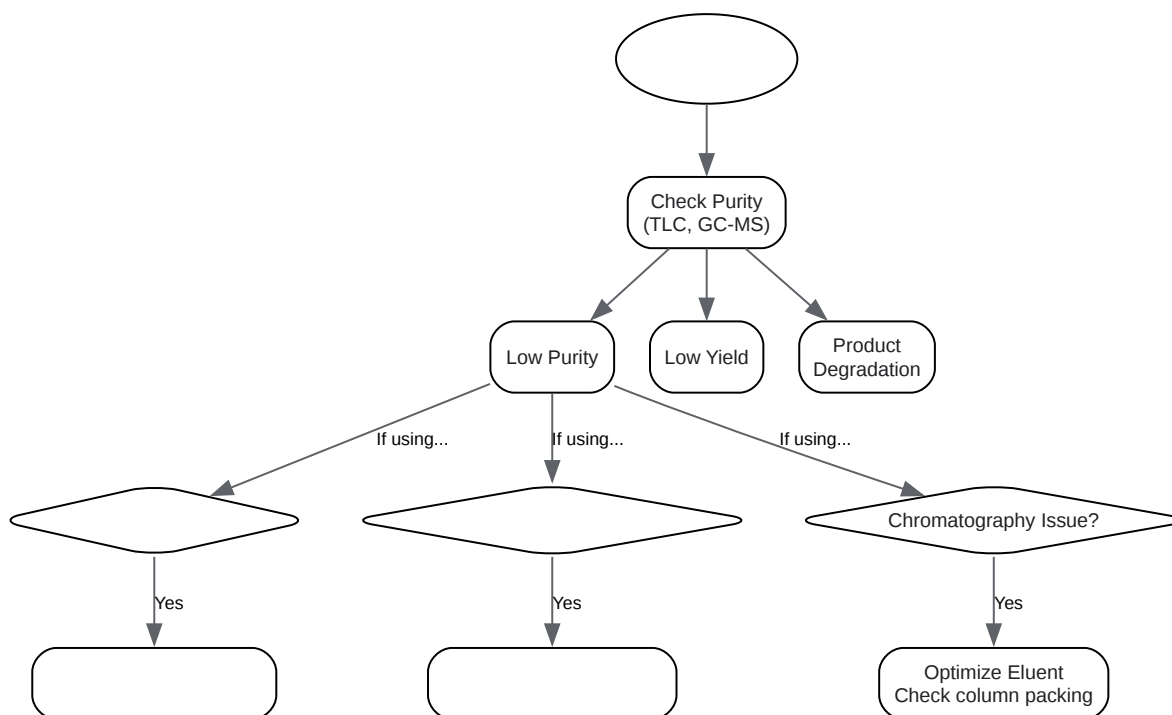 Check Purity
(TLC, GC-MS)
Low Purity
Low Yield
Product
Degradation
If using...
If using...
If using...
Chromatography Issue?
Yes
Yes
Yes
Optimize Eluent
Check column packing